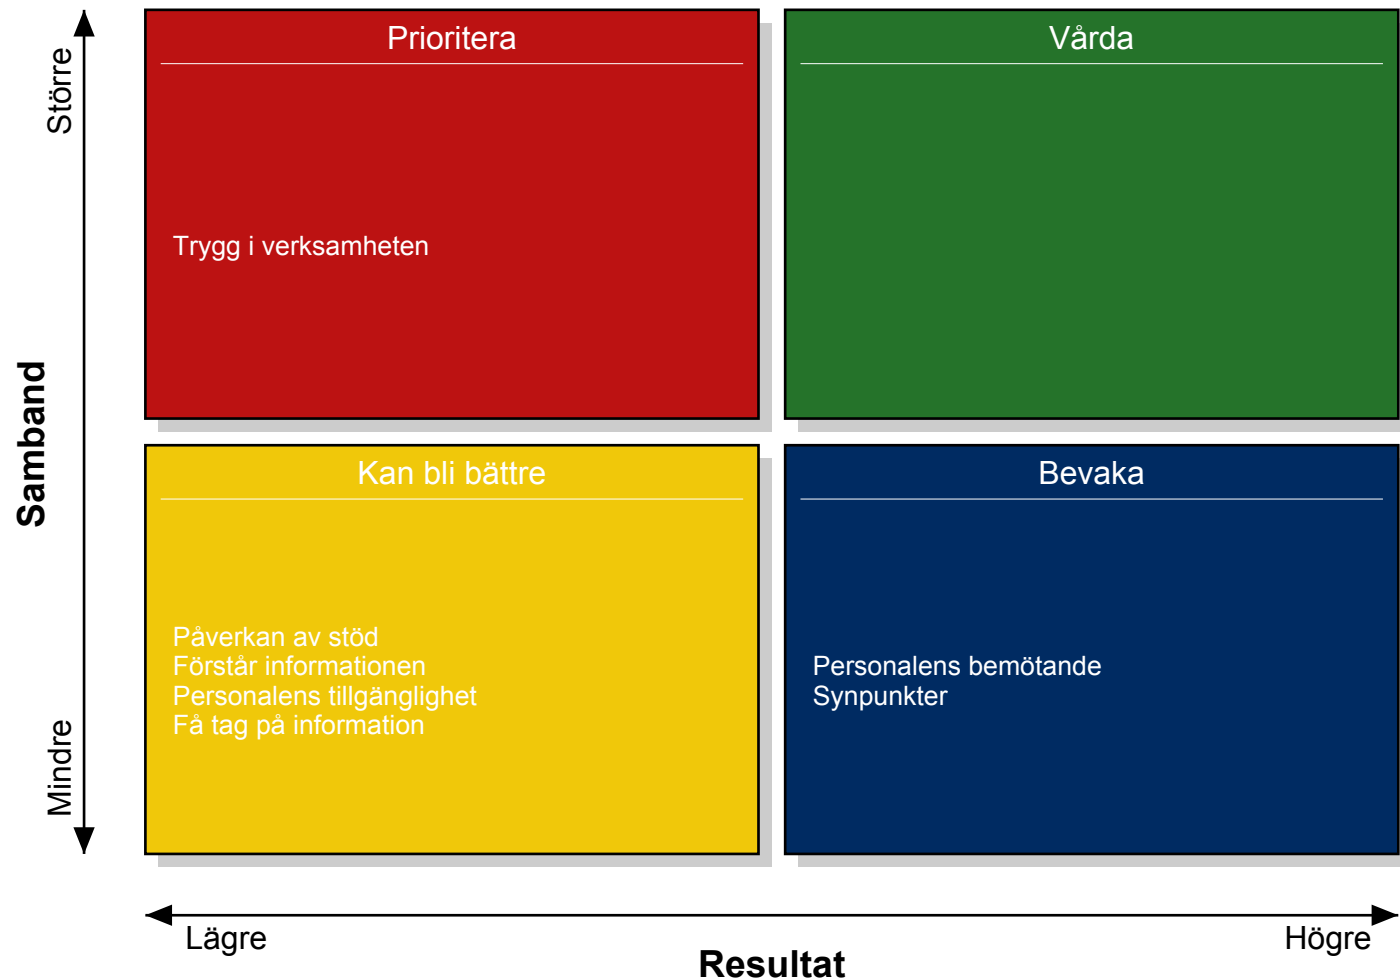 Större
Samband
Mindre
Prioritera
Trygg i verksamheten
Vårda
Kan bli bättre
Påverkan av stöd
Förstår informationen
Personalens tillgänglighet
Få tag på information
Bevaka
Personalens bemötande
Synpunkter
Lägre
Resultat
Högre